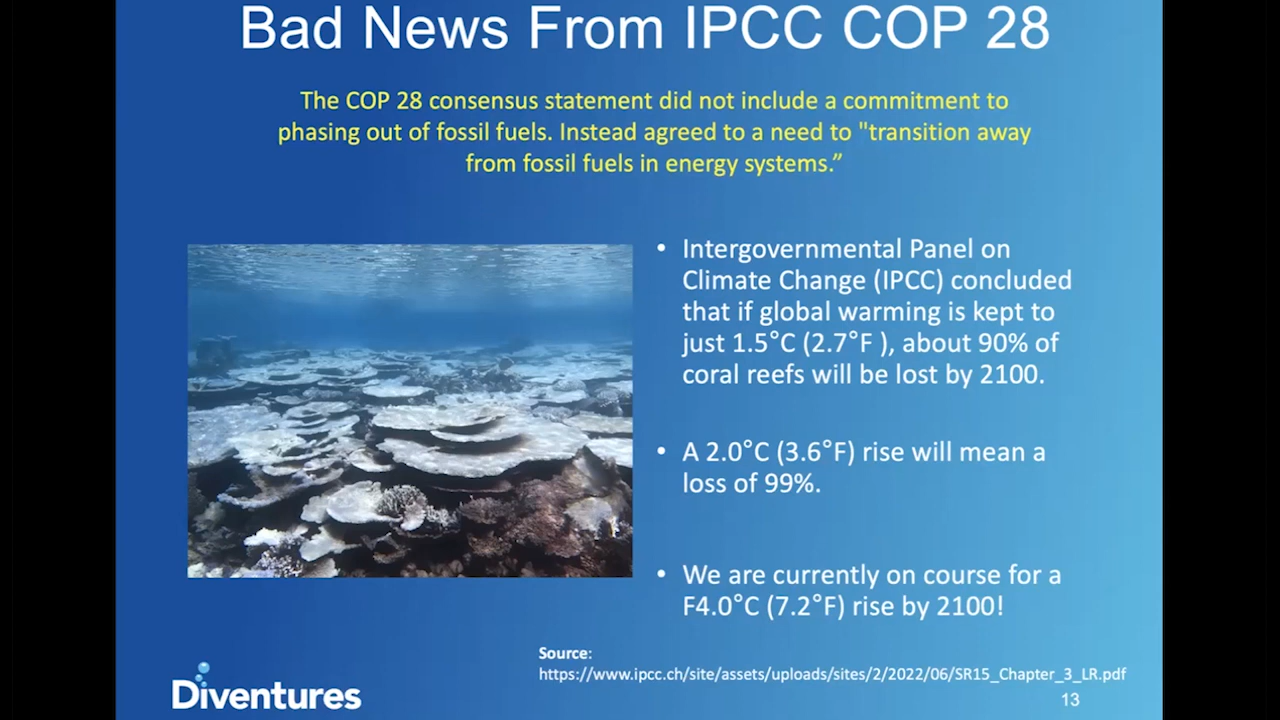 Bad News From IPCC COP 28
The COP 28 consensus statement did not include a commitment to
phasing out of fossil fuels. Instead agreed to a need to "transition away
from fossil fuels in energy systems.”
• Intergovernmental Panel on
Climate Change (IPCC) concluded
that if global warming is kept to
just 1.5°C (2.7°F ), about 90% of
coral reefs will be lost by 2100.
• A 2.0°C (3.6°F) rise will mean a
loss of 99%.
• We are currently on course for a
F4.0°C (7.2°F) rise by 2100!
Source:
https://www.ipcc.ch/site/assets/uploads/sites/2/2022/06/SR15_Chapter_3_LR.pdf
Diventures
13